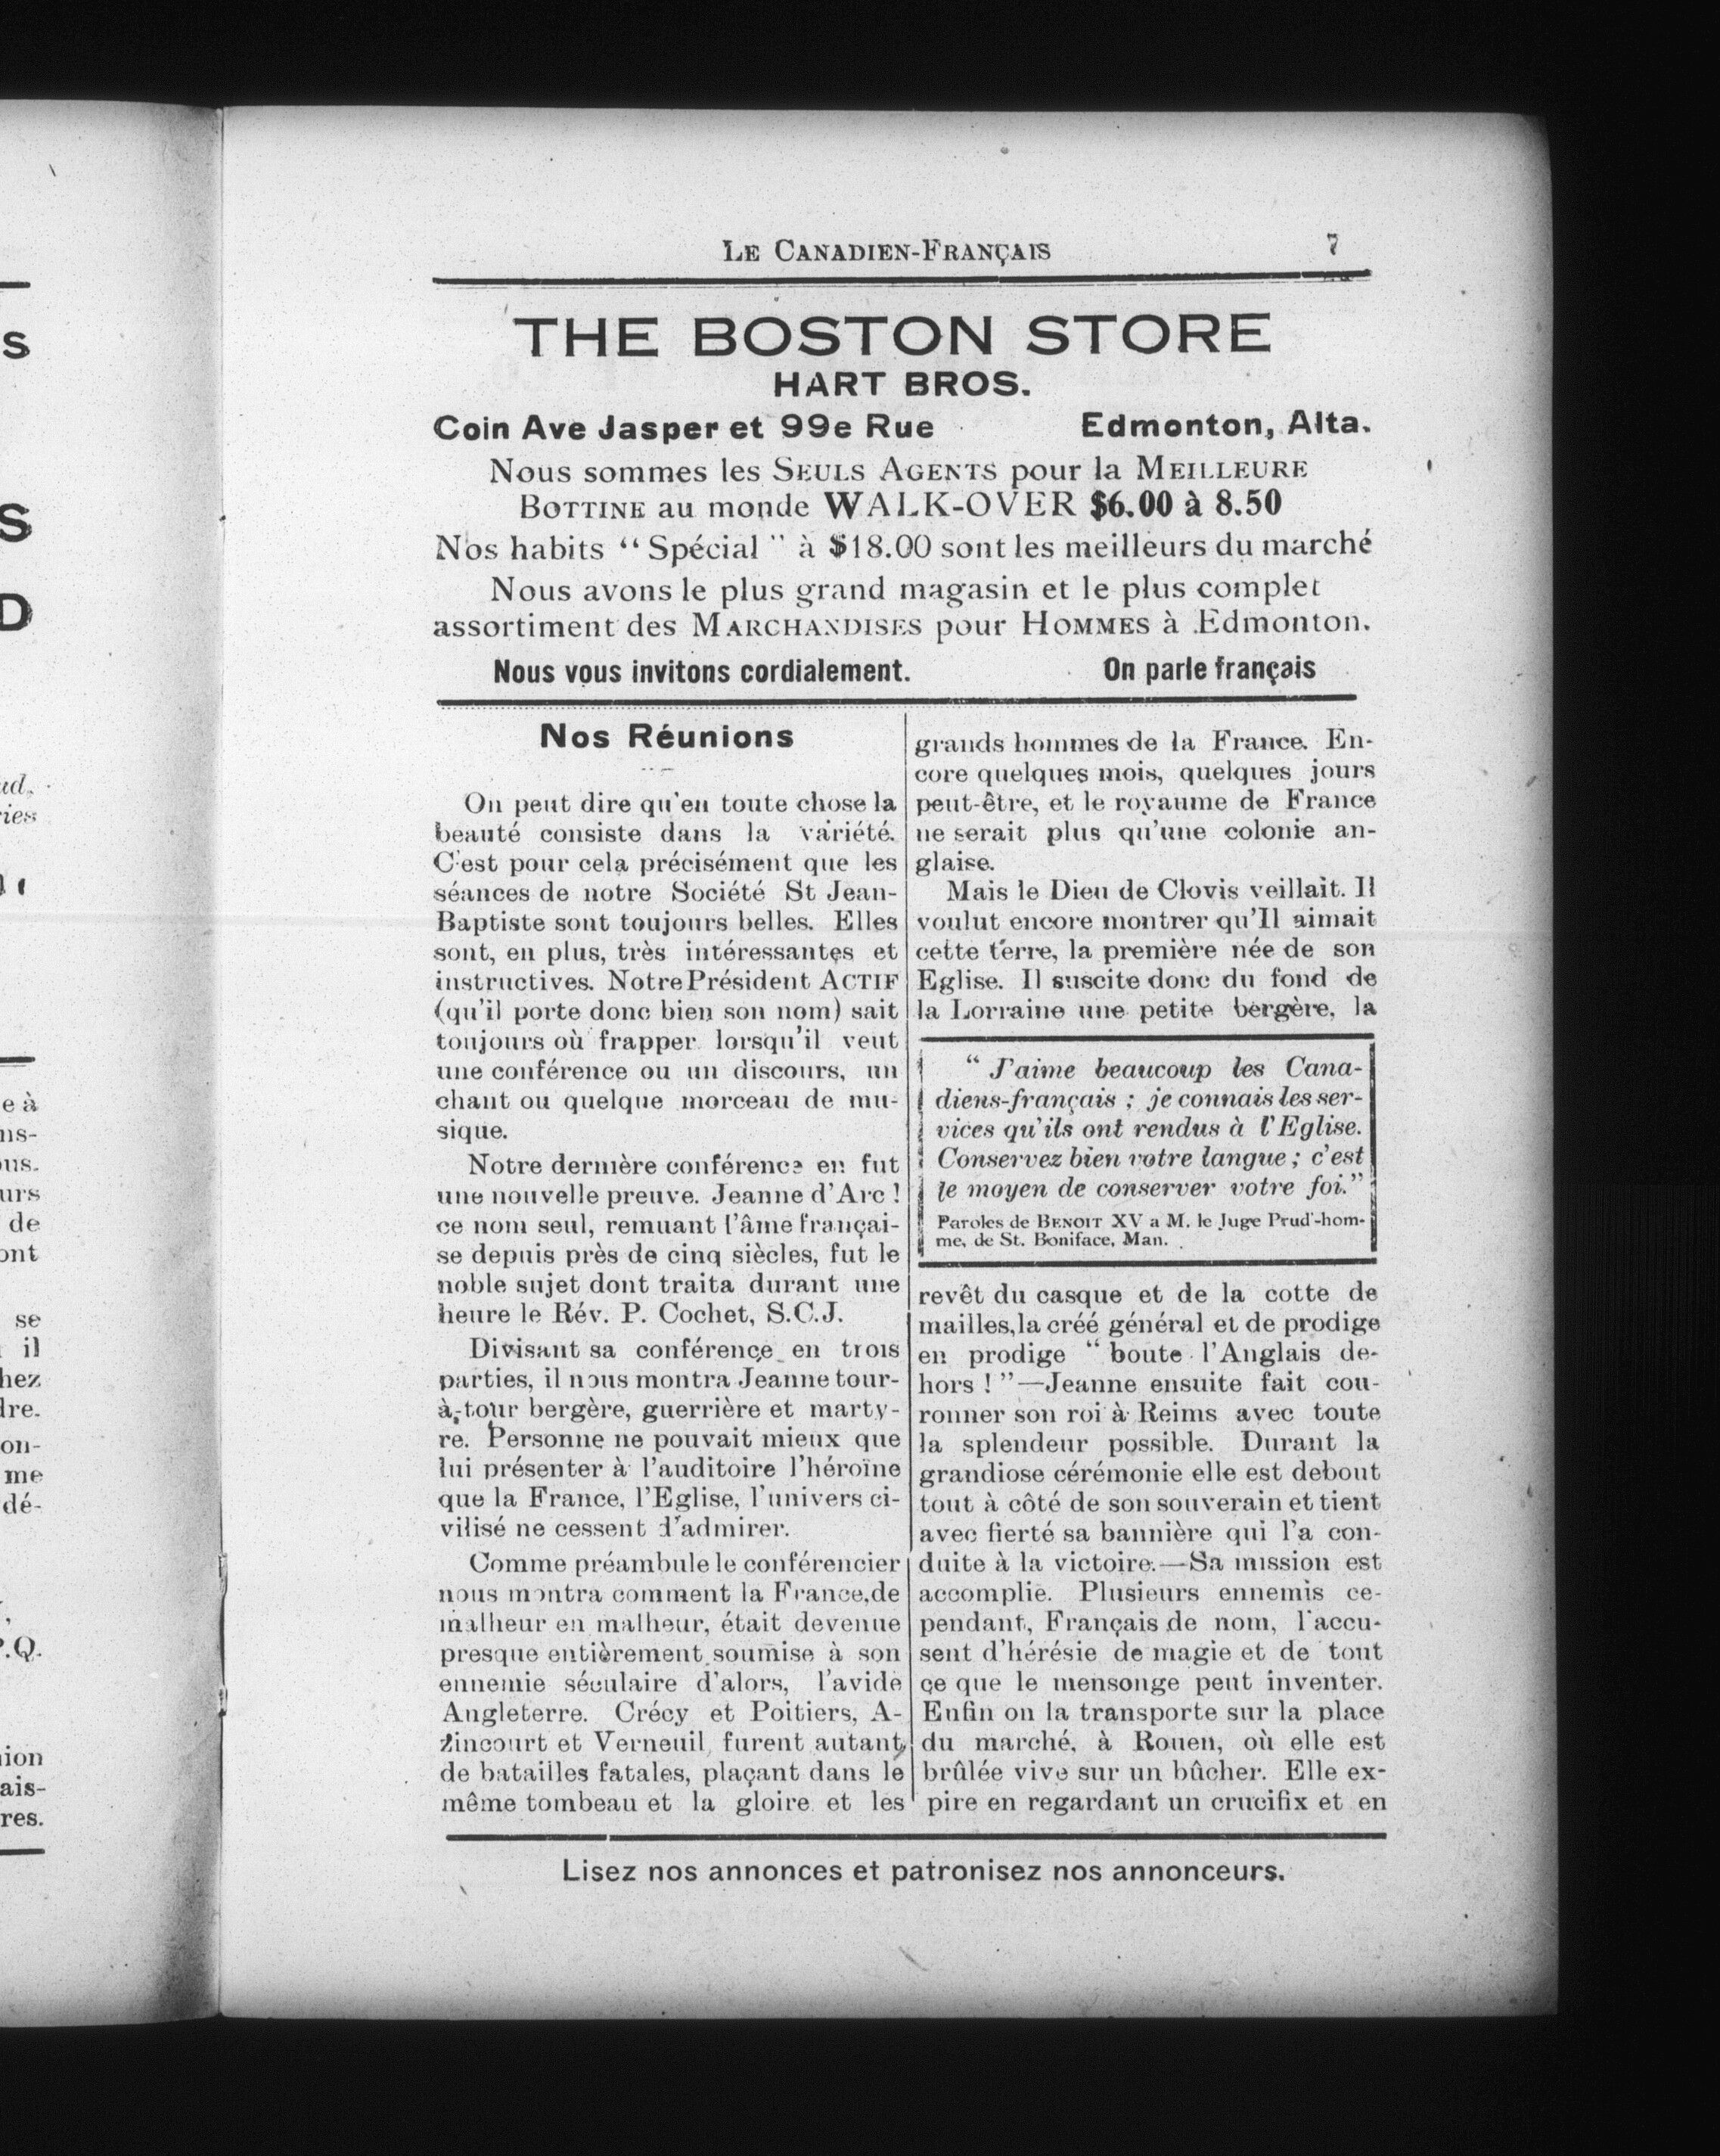 LE CANADIEN-FRANÇAIS 7
THE BOSTON STORE
HART BROS.
Coin Ave Jasper et 99e Rue Edmonton, Alta.
Nous sommes les SEULS AGENTS pour la MEILLEURE
BOTTINE au monde WALK-OVER $6.00 à 8.50
Nos habits “ Spécial ” à $18.00 sont les meilleurs du marché
Nous avons le plus grand magasin et le plus complet
assortiment des MARCHANDISES pour HOMMES à Edmonton.
Nous vous invitons cordialement. On parle français
Nos Réunions
On peut dire qu'en toute chose la
beauté consiste dans la variété.
C'est pour cela précisément que les
séances de notre Société St Jean-
Baptiste sont toujours belles. Elles
sont, en plus, très intéressantes et
instructives. Notre Président ACTIF
(qu'il porte donc bien son nom) sait
toujours où frapper lorsqu'il veut
une conférence ou un discours, un
chant ou quelque morceau de mu-
sique.
Notre dernière conférence en fut
une nouvelle preuve. Jeanne d'Arc !
ce nom seul, remuant l'âme françai-
se depuis près de cinq siècles, fut le
noble sujet dont traita durant une
heure le Rév. P. Cochet, S.C.J.
Divisant sa conférence en trois
parties, il nous montra Jeanne tour-
à-tour bergère, guerrière et marty-
re. Personne ne pouvait mieux que
lui présenter à l'auditoire l'héroïne
que la France, l'Eglise, l'univers ci-
vilisé ne cessent d'admirer.
Comme préambule le conférencier
nous montra comment la France, de
malheur en malheur, était devenue
presque entièrement soumise à son
ennemie séculaire d'alors, l'avide
Angleterre. Crécy et Poitiers, A-
zincourt et Verneuil furent autant
de batailles fatales, plaçant dans le
même tombeau et la gloire et les
grands hommes de la France. En-
core quelques mois, quelques jours
peut-être, et le royaume de France
ne serait plus qu'une colonie an-
glaise.
Mais le Dieu de Clovis veillait. Il
voulut encore montrer qu'Il aimait
cette terre, la première née de son
Eglise. Il suscite donc du fond de
la Lorraine une petite bergère, la
“ J'aime beaucoup les Cana-
diens-français ; je connais les ser-
vices qu'ils ont rendus à l'Eglise.
Conservez bien votre langue ; c'est
le moyen de conserver votre foi.”
Paroles de BENOIT XV a M. le Juge Prud'-hom-
me, de St. Boniface, Man.
revêt du casque et de la cotte de
mailles, la créé général et de prodige
en prodige “ boute l'Anglais de-
hors ! ”—Jeanne ensuite fait cou-
ronner son roi à Reims avec toute
la splendeur possible. Durant la
grandiose cérémonie elle est debout
tout à côté de son souverain et tient
avec fierté sa bannière qui l'a con-
duite à la victoire.—Sa mission est
accomplie. Plusieurs ennemis ce-
pendant, Français de nom, l'accu-
sent d'hérésie de magie et de tout
ce que le mensonge peut inventer.
Enfin on la transporte sur la place
du marché, à Rouen, où elle est
brûlée vive sur un bûcher. Elle ex-
pire en regardant un crucifix et en
Lisez nos annonces et patronisez nos annonceurs.